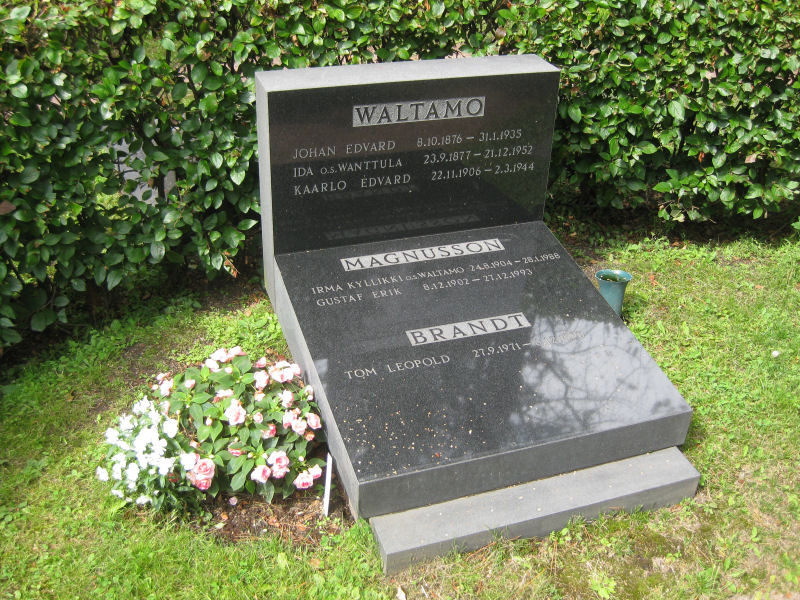 WALTAMO
JOHAN EDVARD 8.10.1876 – 31.1.1935
IDA O.S. WANTTULA 23.9.1877 – 21.12.1952
KAARLO EDVARD 22.11.1906 – 2.3.1944
MAGNUSSON
IRMA KYLLIKKI O.S WALTAMO 24.8.1904 – 28.1.1988
GUSTAF ERIK 8.12.1902 – 27.12.1993
BRANDT
TOM LEOPOLD 27.9.1971 –